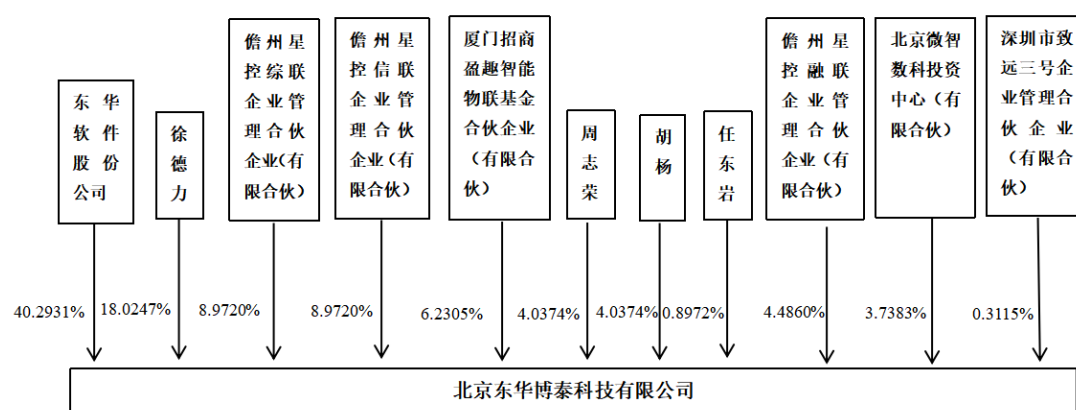 东华
软件
股份
公司
徐
德
力
儋州星
控综联
企业管
理合伙
企业（有
限合伙）
儋州星
控信联
企业管
理合伙
企业（有
限合伙）
厦门招商
盈趣智能
物联基金
合伙企业
（有限合
伙）
周
志
荣
胡
杨
任
东
岩
儋州星
控融联
企业管
理合伙
企业（有
限合伙）
北京微智
数科投资
中心（有
限合伙）
深圳市致
远三号企
业管理合
伙企业
（有限合
伙）
40.2931%
18.0247%
8.9720%
8.9720%
6.2305%
4.0374%
4.0374%
0.8972%
4.4860%
3.7383%
0.3115%
北京东华博泰科技有限公司